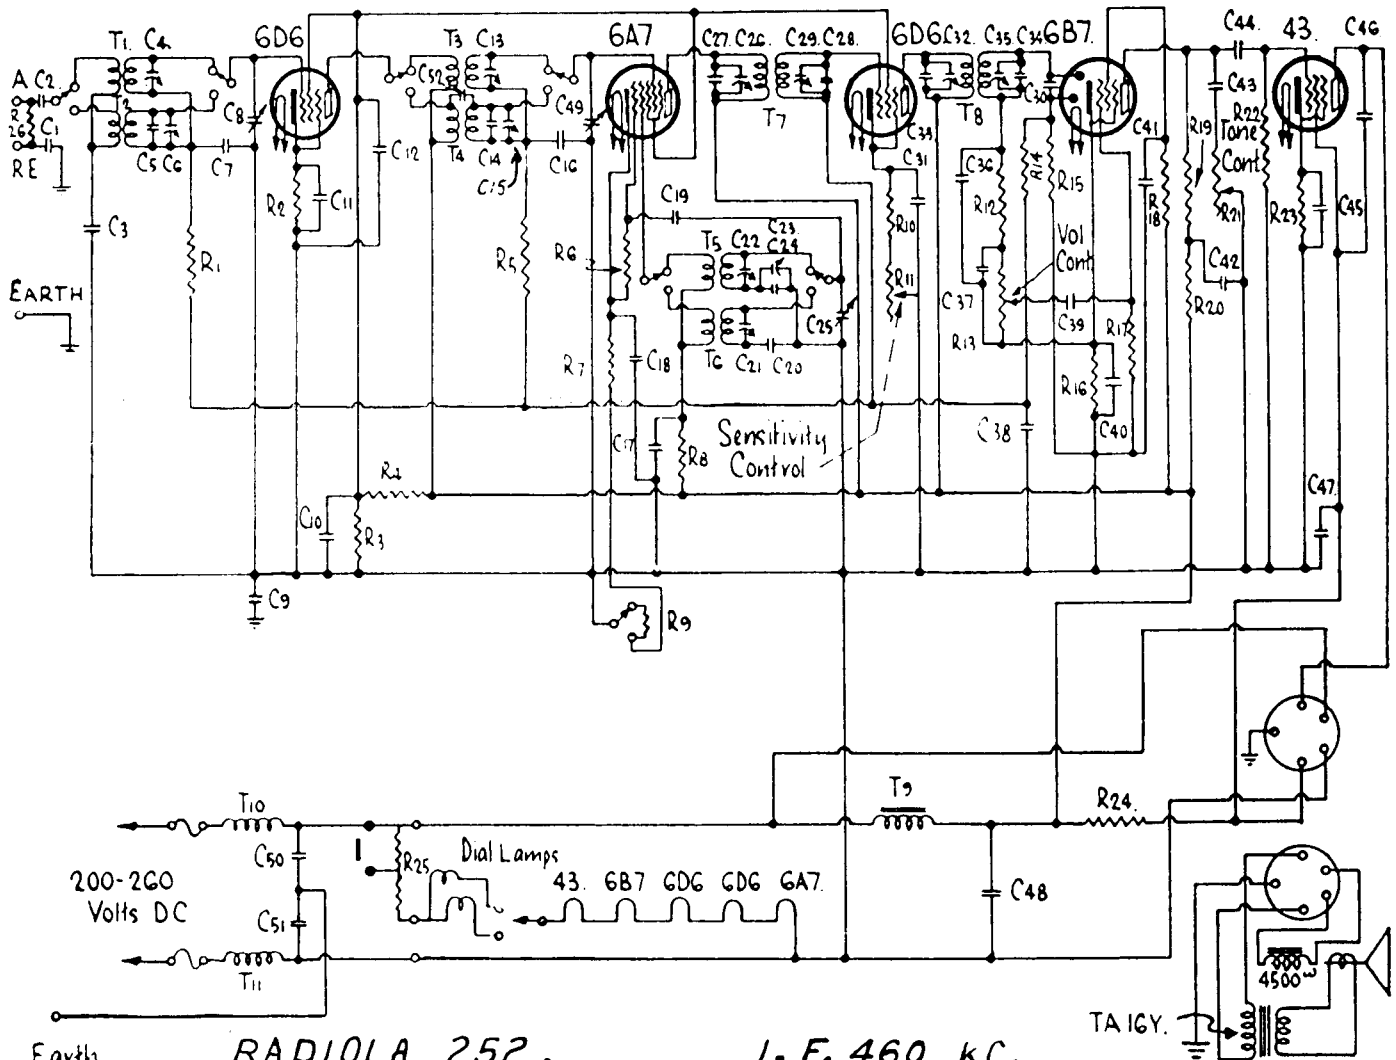 T1. C4. 6D6 T3 C13 6A7 C27. C26. C29. C28. 6D6 C32. C35. C34 6B7. C44. 43. C46
A C2. C52 C49 C30 C43
R26 C1 C8 T7 T8 C33. C41 R19 R22 Tone Cont
RE C5 C6 C7 C12 T4 C14 C16 C31 C36 R14
C15
R2 C11 C19 R12 R15 R18 R21 R23 C45
C3 R10 Vol Cont
R1 R5 R6 T5 C22 C23. C24 R11 C42
EARTH C37 C39 R20
C25 R13 R17
R7 C18 T6 C21 C20 R16
Sensitivity Control
C17 R8 C38 C40
R4 C47.
C10 R3
C9 R9
T9
T10 R24.
C50 R25 Dial Lamps
200-260 Volts DC
43. 6B7 6D6 6D6 6A7.
C51 C48
T11
4500 ω
TA16Y.
Earth RADIOLA 252. I.F. 460 KC.